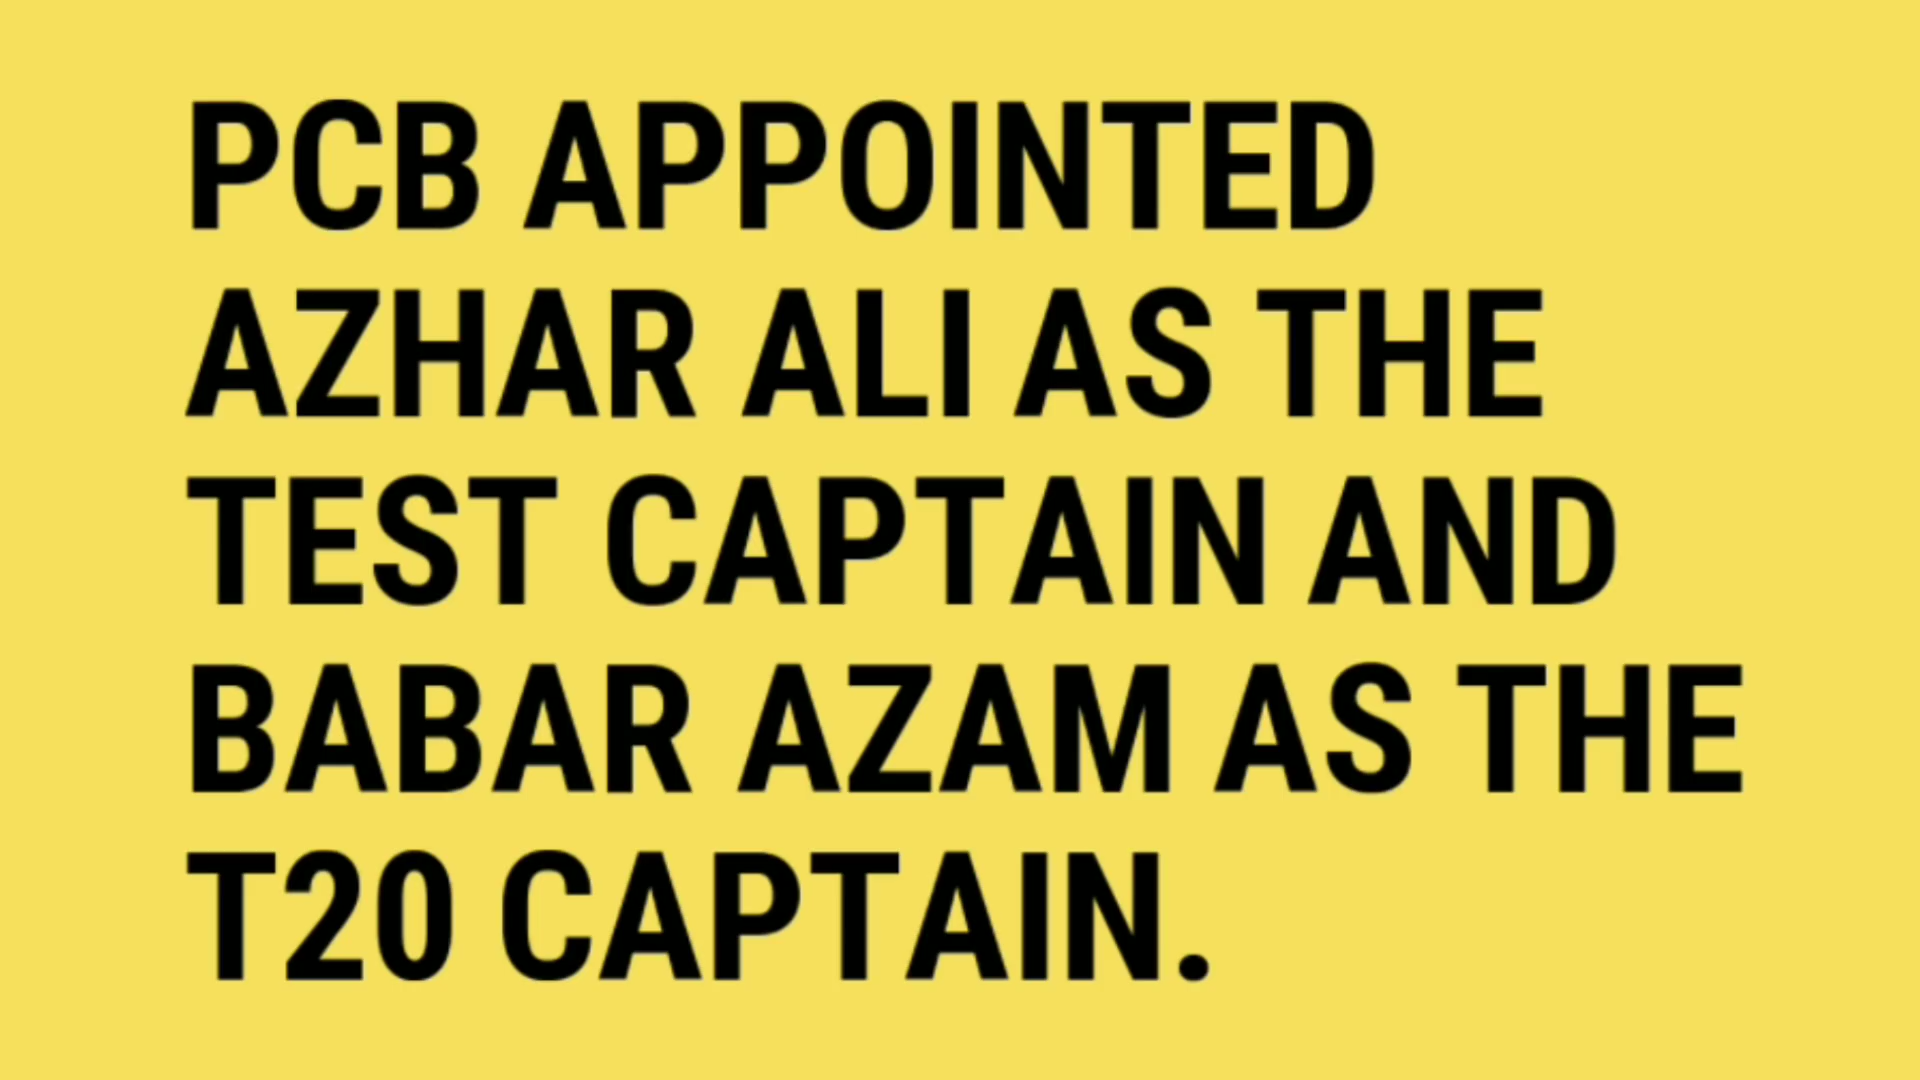 PCB APPOINTED
AZHAR ALI AS THE
TEST CAPTAIN AND
BABAR AZAM AS THE
T20 CAPTAIN.